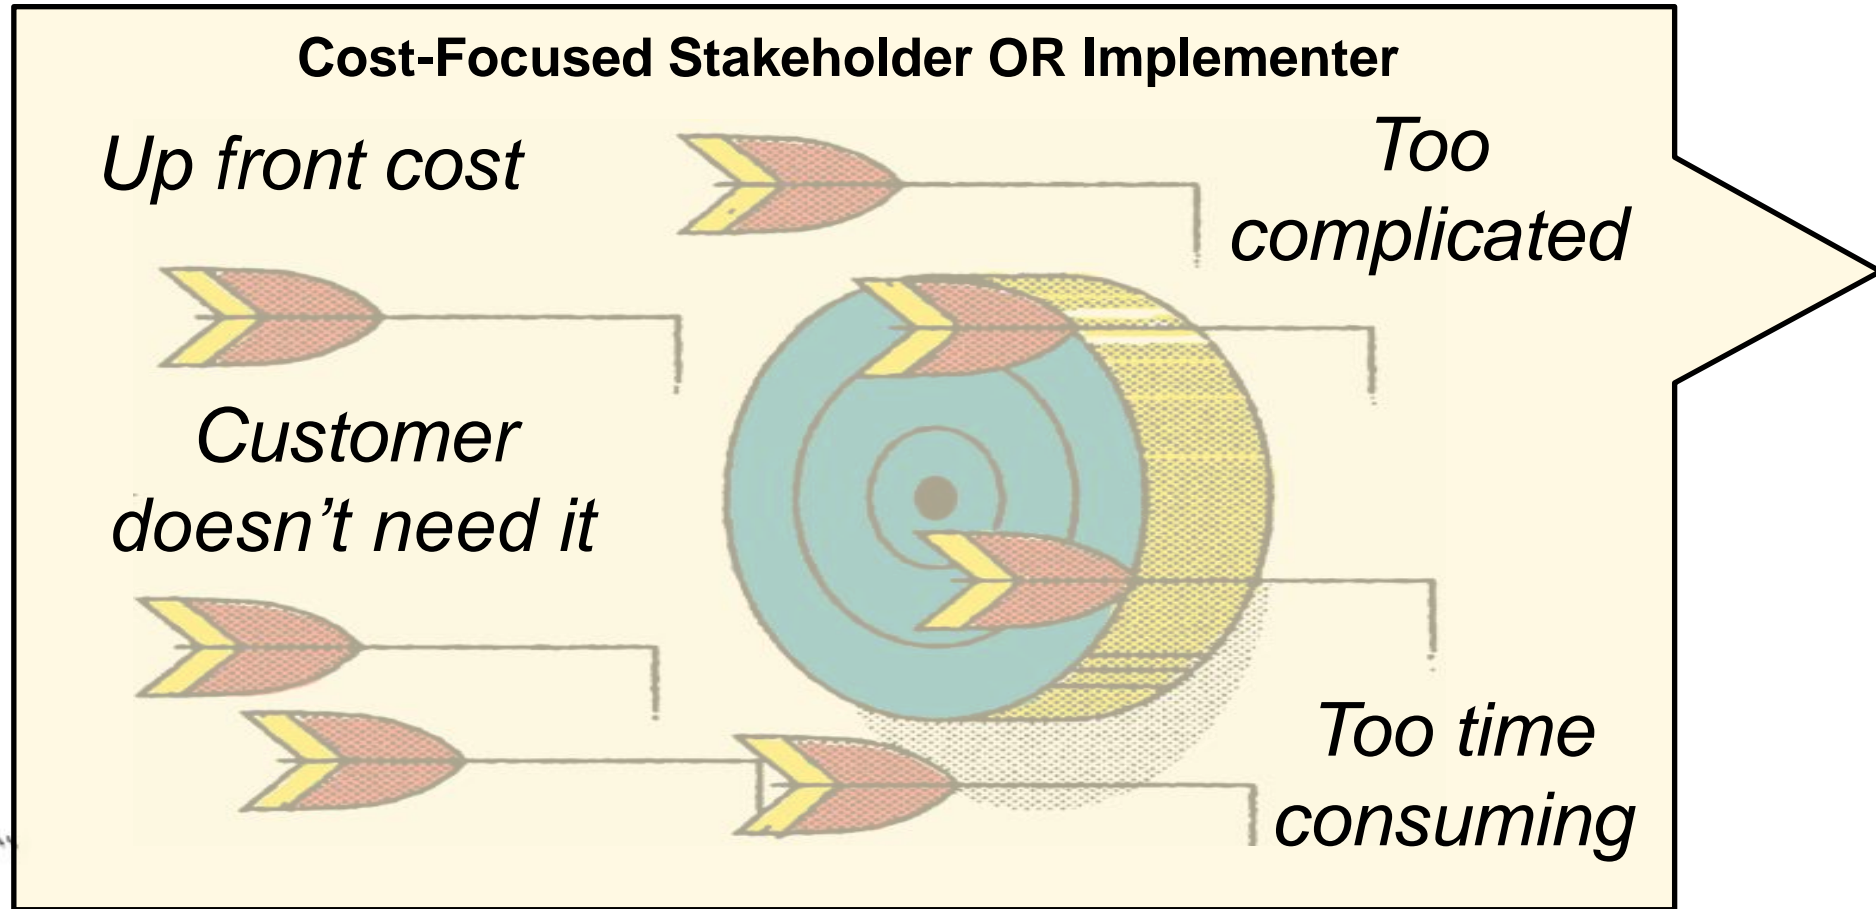 Cost-Focused Stakeholder OR Implementer
Up front cost
Too
complicated
Customer
doesn’t need it
Too time
consuming